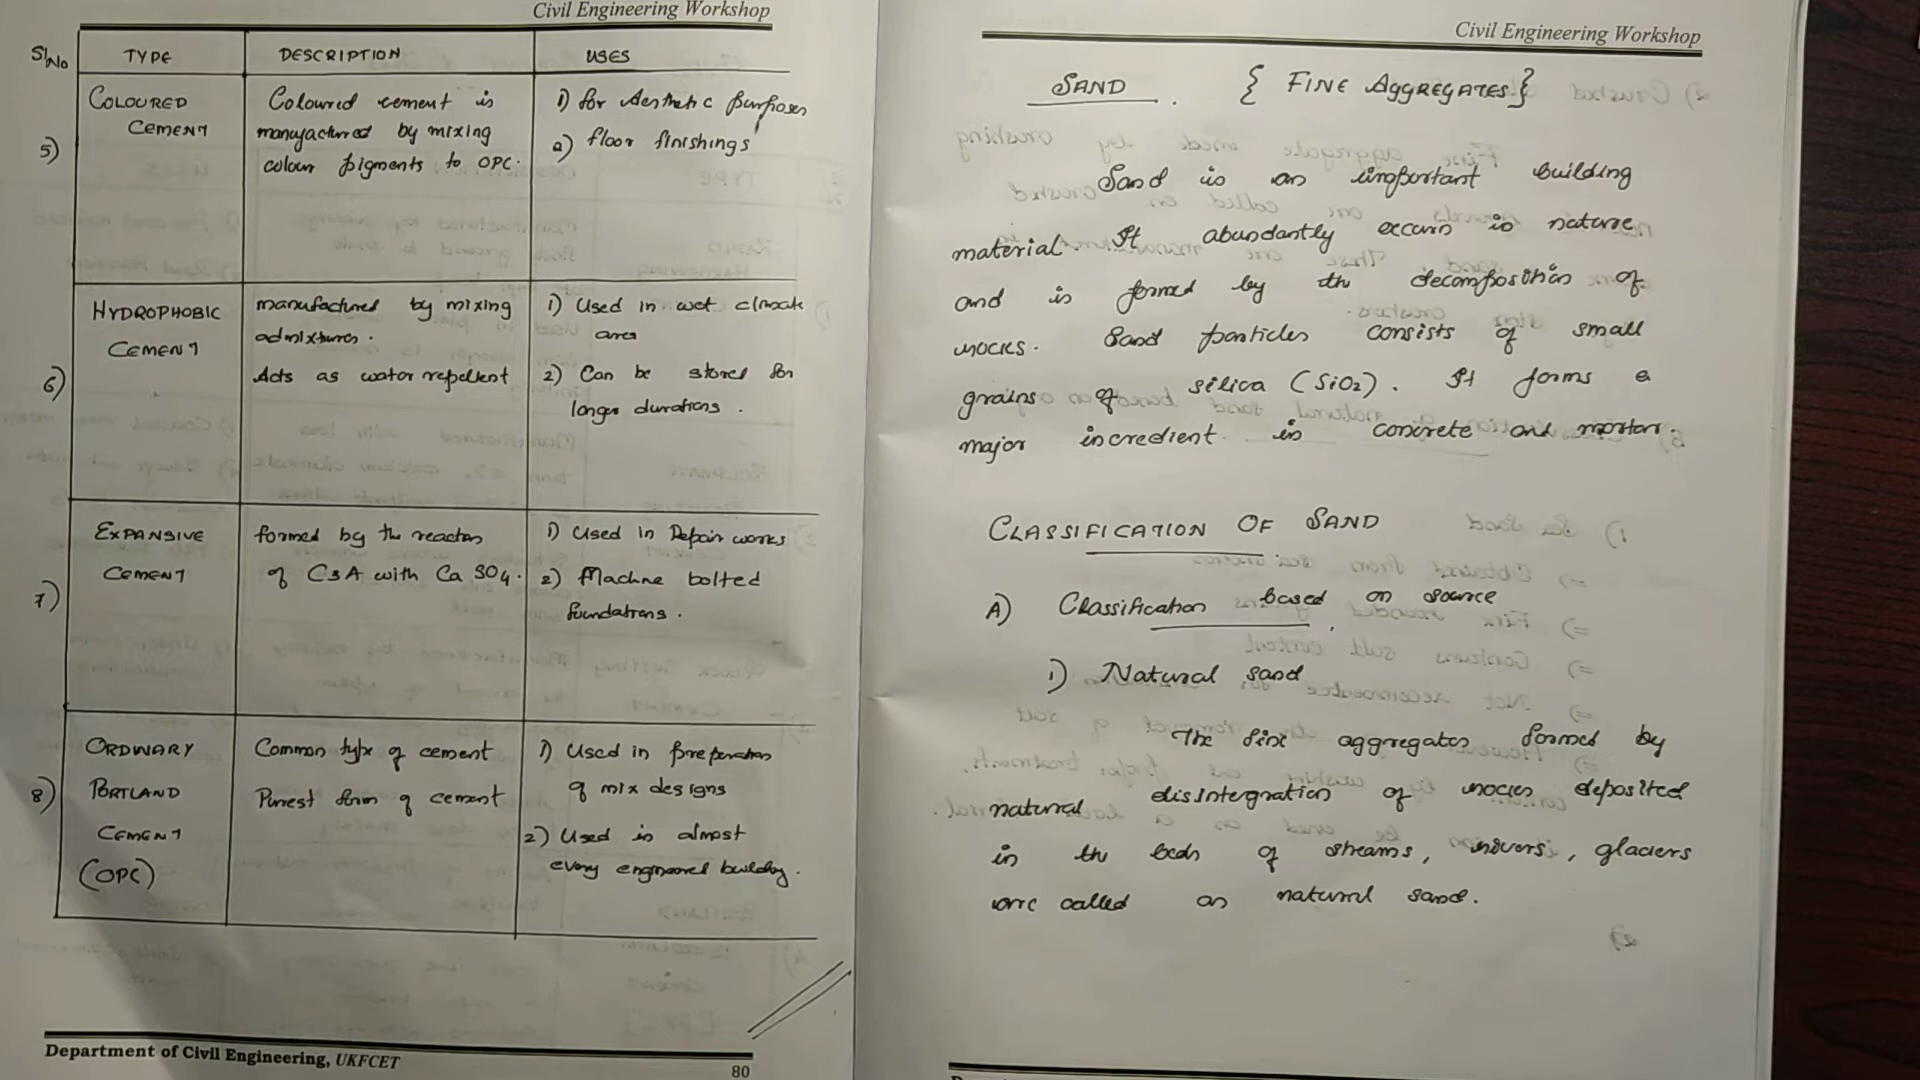 Civil Engineering Workshop
Sl.No TYPE DESCRIPTION USES
5)
COLOURED
CEMENT
Coloured cement is
manufactured by mixing
colour pigments to OPC.
1) for Aesthetic purposes
2) floor finishings
6)
HYDROPHOBIC
CEMENT
manufactured by mixing
admixtures.
Acts as water repellent
1) Used in wet climate
area
2) Can be stored for
longer durations.
7)
EXPANSIVE
CEMENT
formed by the reaction
of C3A with CaSO4.
1) Used in Repair works
2) Machine bolted
foundations.
8)
ORDINARY
PORTLAND
CEMENT
(OPC)
Common type of cement
Purest form of cement
1) Used in preparation
of mix designs
2) Used in almost
every engineered building.
Department of Civil Engineering, UKFCET
80
Civil Engineering Workshop
SAND. { FINE AGGREGATES }
Sand is an important building
material. It abundantly occurs in nature
and is formed by the decomposition of
rocks. Sand particles consists of small
grains of silica (SiO2). It forms a
major incredient in concrete and mortar.
CLASSIFICATION OF SAND
A) Classification based on source
1) Natural sand
The fine aggregates formed by
natural disintegration of rocks deposited
in the beds of streams, rivers, glaciers
are called as natural sand.